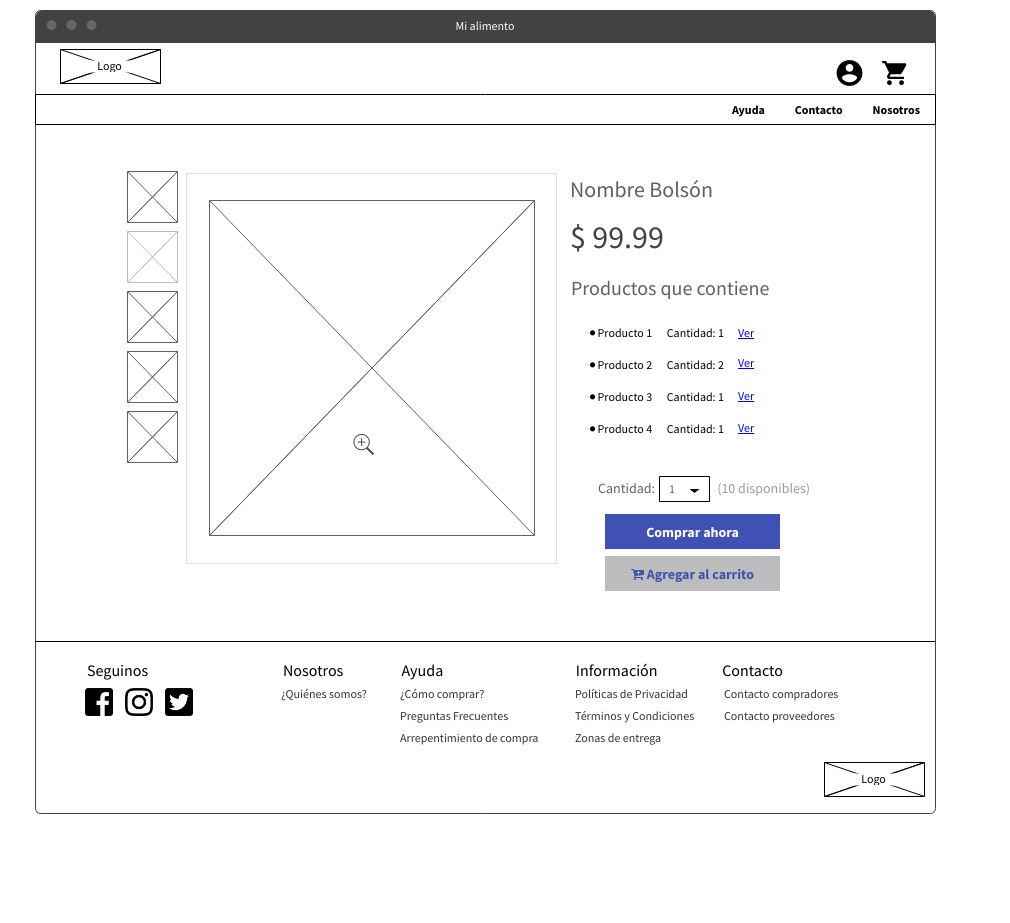 Mi alimento
Logo
Ayuda Contacto Nosotros
Nombre Bolsón
$ 99.99
Productos que contiene
Producto 1 Cantidad: 1 Ver
Producto 2 Cantidad: 2 Ver
Producto 3 Cantidad: 1 Ver
Producto 4 Cantidad: 1 Ver
Cantidad: 1 (10 disponibles)
Comprar ahora
Agregar al carrito
Seguinos Nosotros Ayuda Información Contacto
¿Quiénes somos? ¿Cómo comprar? Políticas de Privacidad Contacto compradores
Preguntas Frecuentes Términos y Condiciones Contacto proveedores
Arrepentimiento de compra Zonas de entrega
Logo